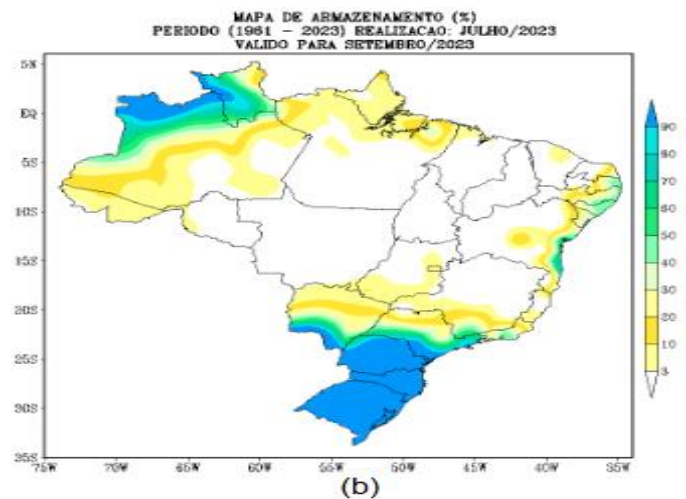 MAPA DE ARMAZENAMENTO (%)
PERIODO (1961 - 2023) REALIZACAO: JULHO/2023
VALIDO PARA SETEMBRO/2023
5N
EQ
5S
10S
15S
20S
25S
30S
35S
75W 70W 65W 60W 55W 50W 45W 40W 35W
90
80
70
60
50
40
30
20
10
3
(b)